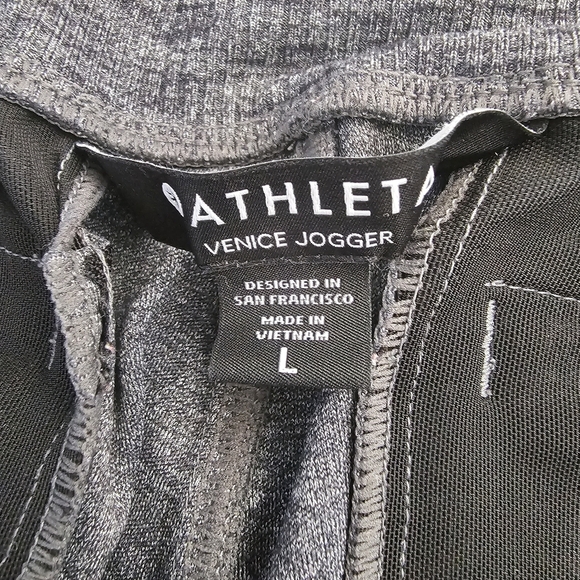 ATHLETA
VENICE JOGGER
DESIGNED IN
SAN FRANCISCO
MADE IN
VIETNAM
L